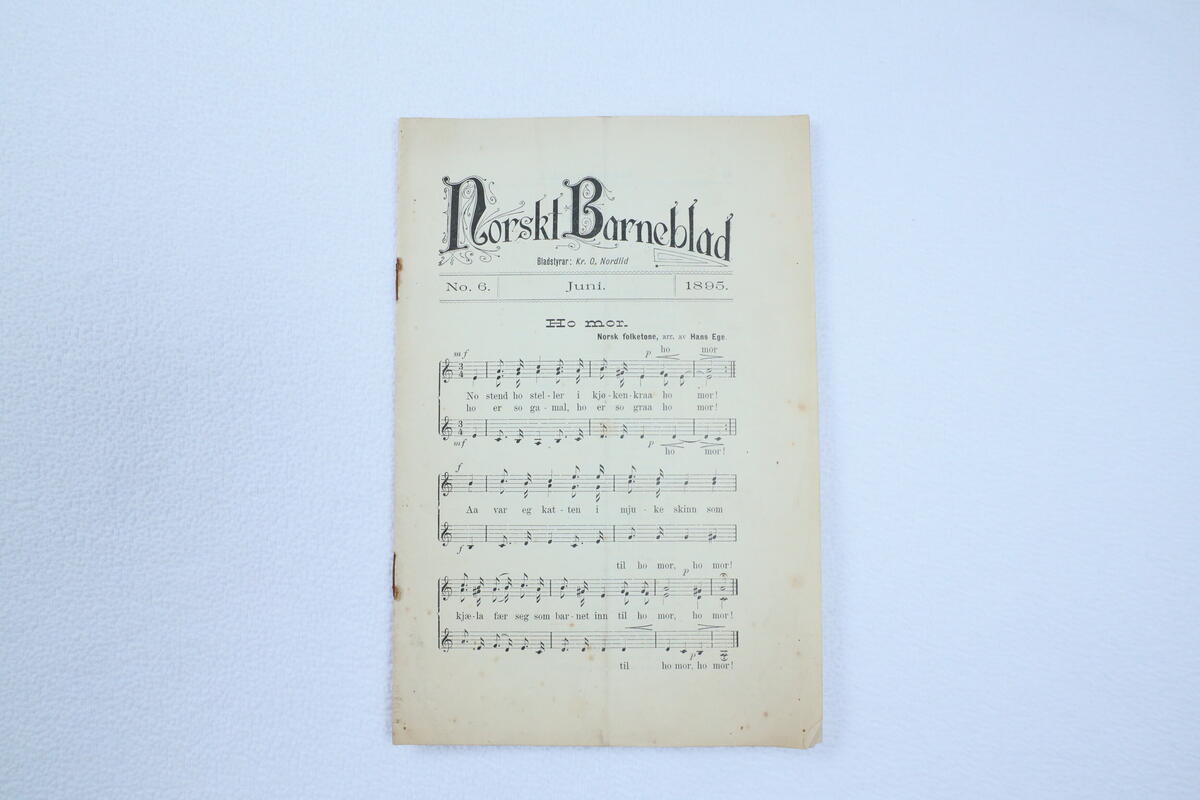 Norskt Barneblad
Bladstyrar: Kr. O. Nordlid
No. 6. Juni. 1895.
Ho mor.
Norsk folketone, arr. av Hans Ege.
mf p ho mor
No stend ho stel-ler i kjø-ken-kraa ho mor!
ho er so ga-mal, ho er so graa ho mor!
mf p
ho mor!
f
Aa var eg kat-ten i mju-ke skinn som
f
til ho mor, p ho mor!
kjæ-la fær seg som bar-net inn til ho mor, ho mor!
p
til ho mor, ho mor!